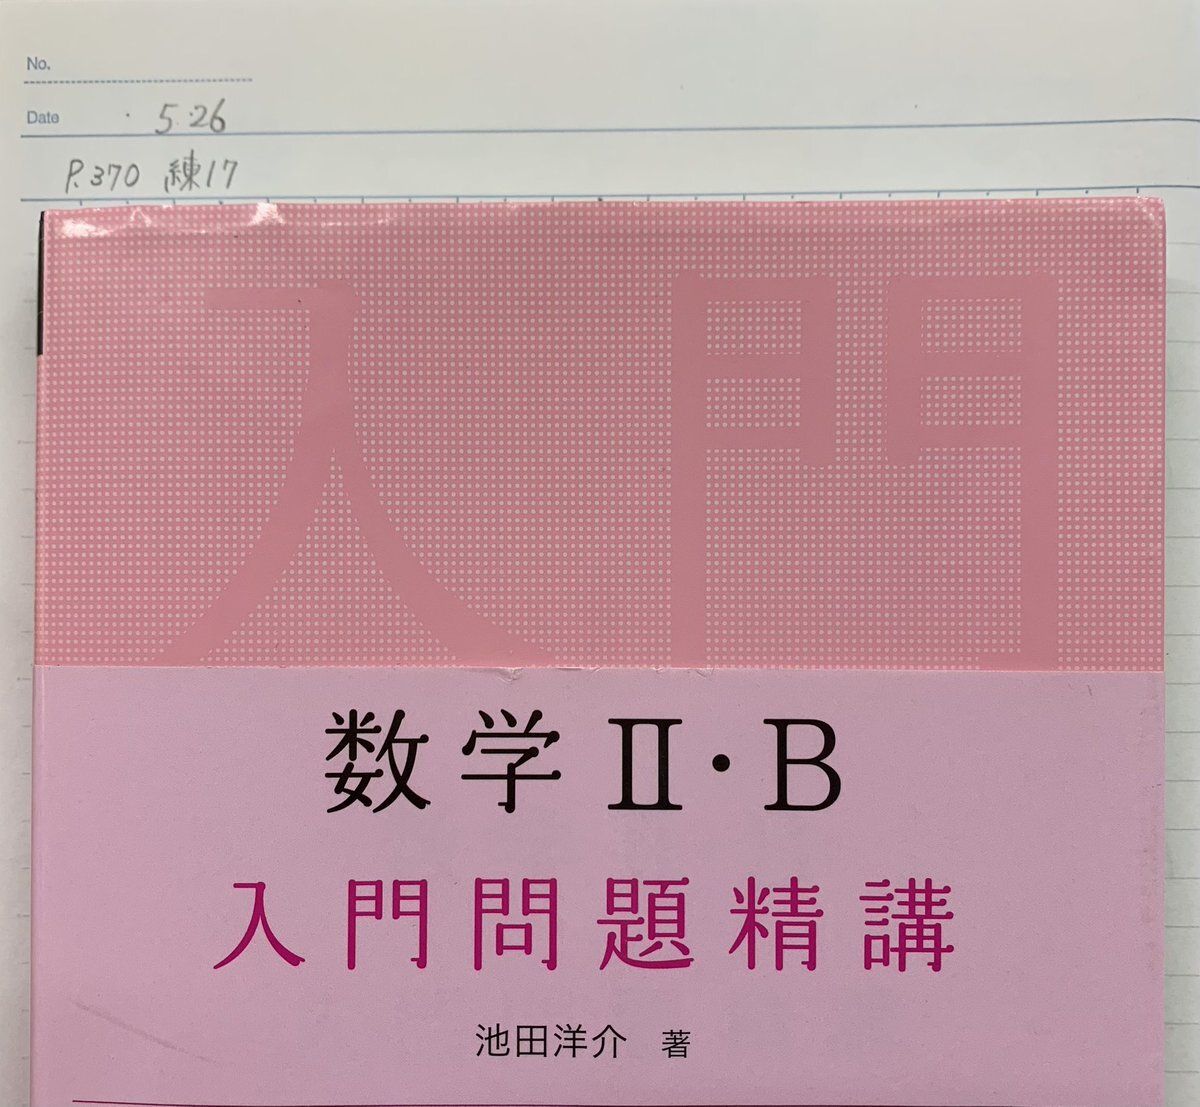 No.
Date ・ 5.26
P.370 練17
入門
数学Ⅱ・B
入門問題精講
池田洋介 著